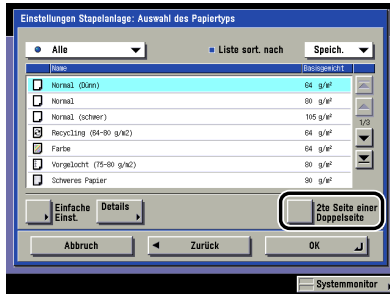 Einstellungen Stapelanlage: Auswahl des Papiertyps
Alle
Liste sort. nach
Speich.
Name
Basisgewicht
Normal (Dünn) 64 g/m²
Normal 80 g/m²
Normal (schwer) 105 g/m²
Recycling (64-80 g/m2) 64 g/m²
Farbe 64 g/m²
Vorgelocht (75-80 g/m2) 80 g/m²
Schweres Papier 90 g/m²
1/3
Einfache
Einst.
Details
2te Seite einer
Doppelseite
Abbruch
Zurück
OK
Systemmonitor